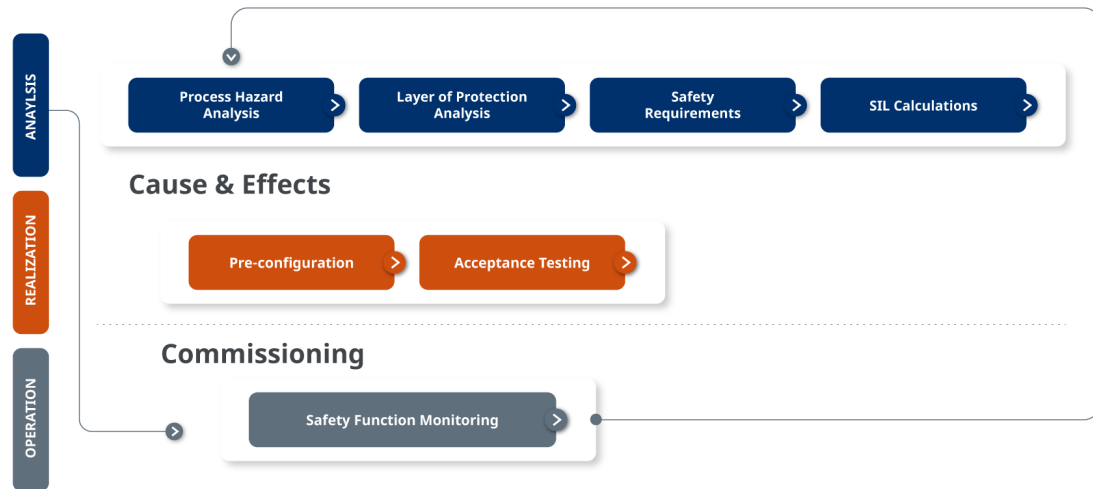 ANAYLSIS
Process Hazard
Analysis
Layer of Protection
Analysis
Safety
Requirements
SIL Calculations
Cause & Effects
REALIZATION
Pre-configuration
Acceptance Testing
Commissioning
OPERATION
Safety Function Monitoring